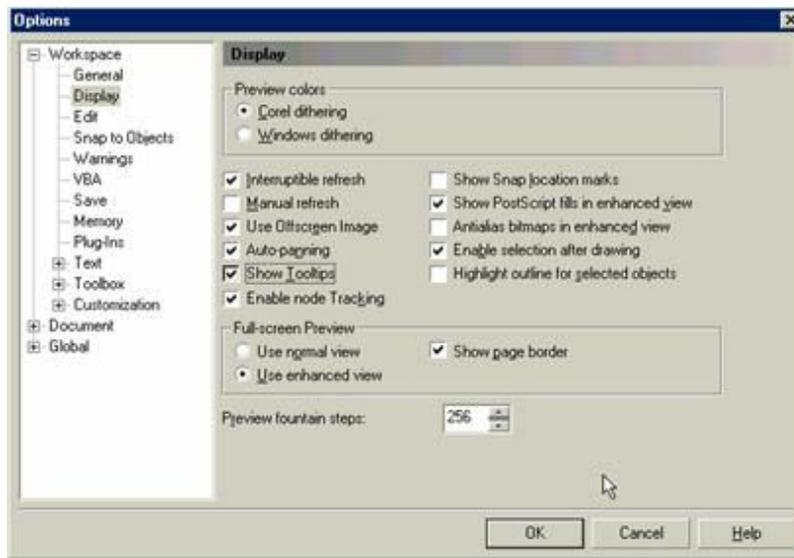 Options
Workspace
General
Display
Edit
Snap to Objects
Warnings
VBA
Save
Memory
Plug-Ins
Text
Toolbox
Customization
Document
Global
Display
Preview colors
Corel dithering
Windows dithering
Interruptible refresh
Show Snap location marks
Manual refresh
Show PostScript fills in enhanced view
Use Offscreen Image
Antialias bitmaps in enhanced view
Auto-panning
Enable selection after drawing
Show Tooltips
Highlight outline for selected objects
Enable node Tracking
Full-screen Preview
Use normal view
Show page border
Use enhanced view
Preview fountain steps: 256
OK Cancel Help